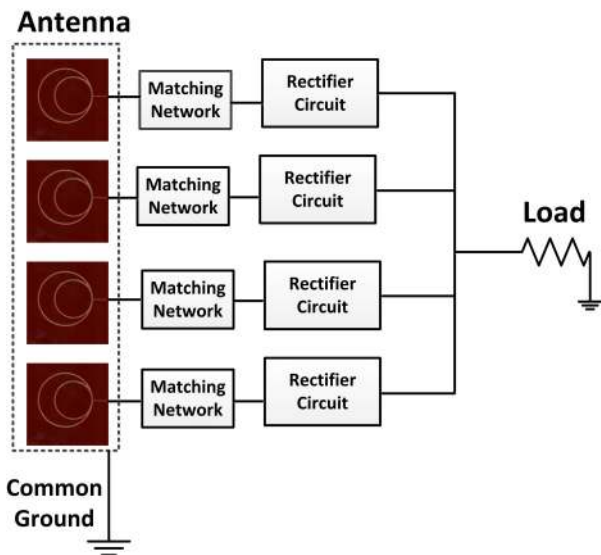 Antenna
Matching
Network
Rectifier
Circuit
Matching
Network
Rectifier
Circuit
Load
Matching
Network
Rectifier
Circuit
Matching
Network
Rectifier
Circuit
Common
Ground